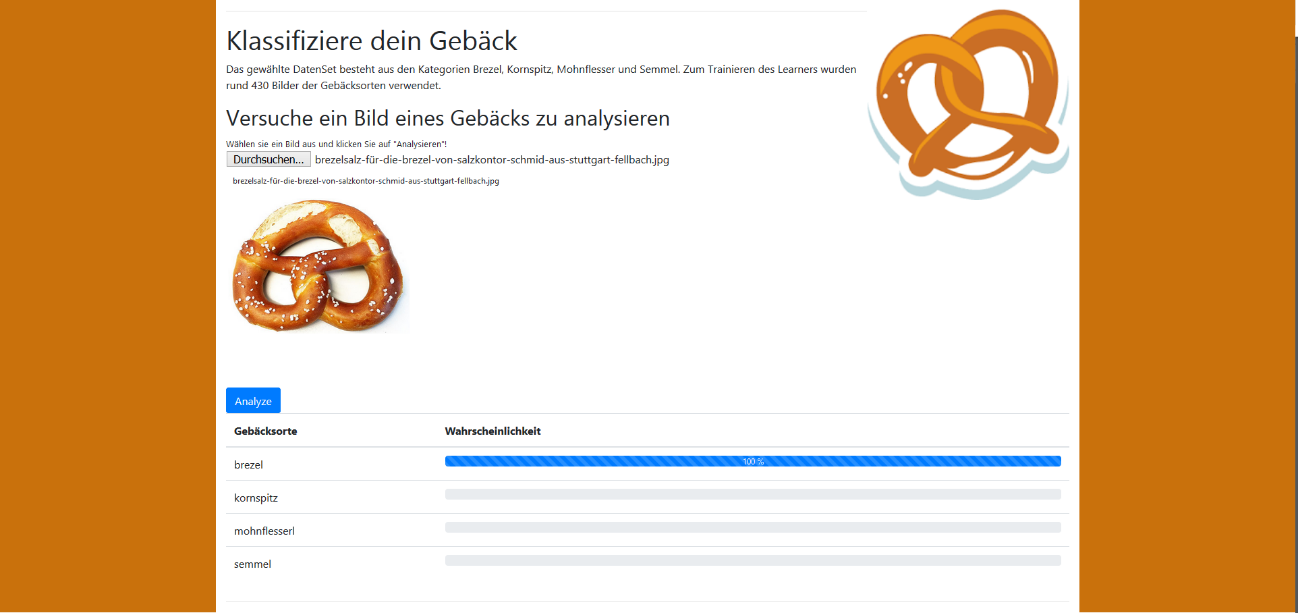 Klassifiziere dein Gebäck
Das gewählte DatenSet besteht aus den Kategorien Brezel, Kornspitz, Mohnflesser und Semmel. Zum Trainieren des Learners wurden
rund 430 Bilder der Gebäcksorten verwendet.
Versuche ein Bild eines Gebäcks zu analysieren
Wählen sie ein Bild aus und klicken Sie auf "Analysieren"!
Durchsuchen... brezelsalz-für-die-brezel-von-salzkontor-schmid-aus-stuttgart-fellbach.jpg
brezelsalz-für-die-brezel-von-salzkontor-schmid-aus-stuttgart-fellbach.jpg
Analyze
Gebäcksorte Wahrscheinlichkeit
brezel 100 %
kornspitz
mohnflesserl
semmel